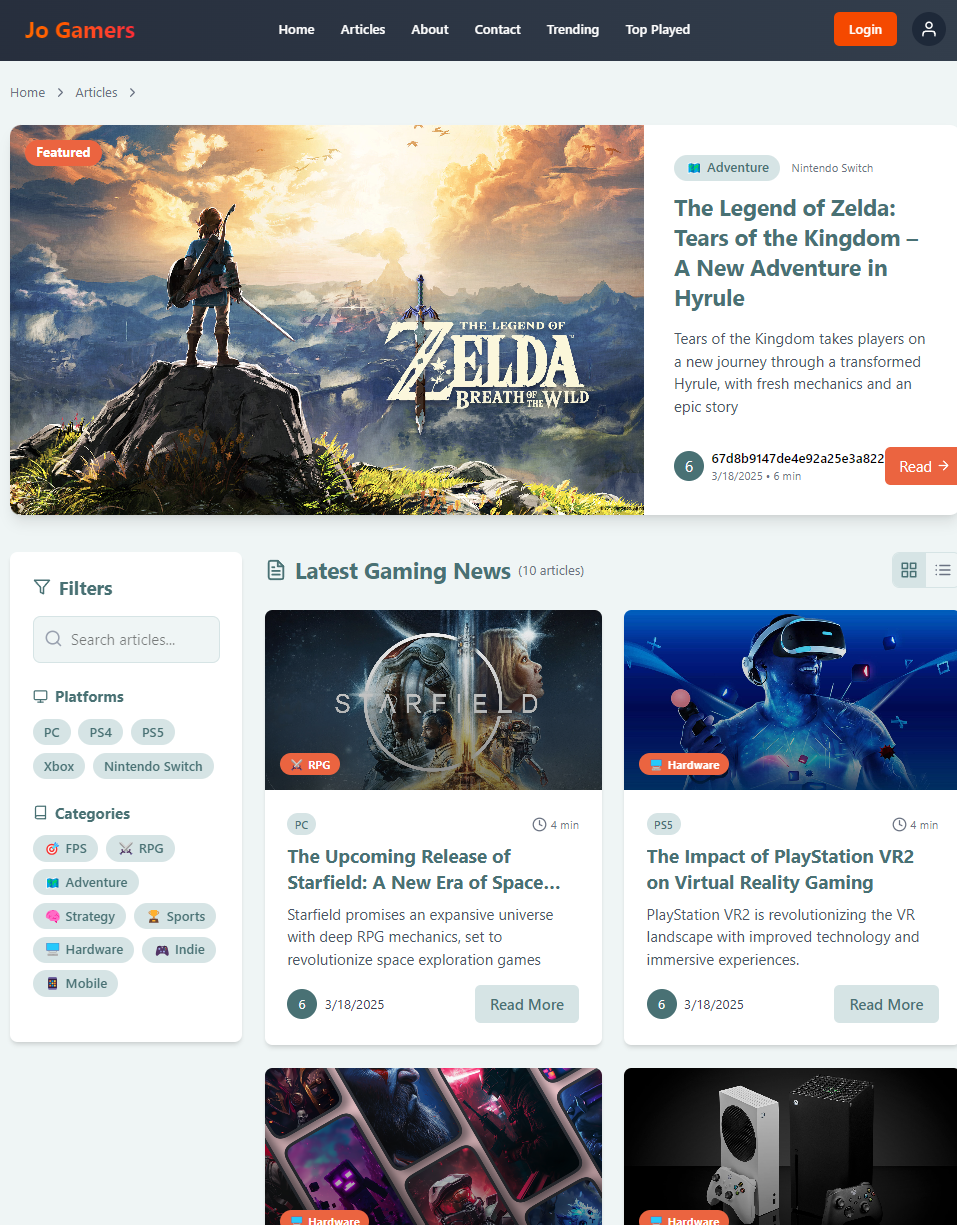 Jo Gamers
Home
Articles
About
Contact
Trending
Top Played
Login
Home
Articles
Featured
THE LEGEND OF
ZELDA
BREATH OF THE WILD
Adventure
Nintendo Switch
The Legend of Zelda:
Tears of the Kingdom –
A New Adventure in
Hyrule
Tears of the Kingdom takes players on
a new journey through a transformed
Hyrule, with fresh mechanics and an
epic story
6
67d8b9147de4e92a25e3a822
3/18/2025 • 6 min
Read
Filters
Search articles...
Platforms
PC
PS4
PS5
Xbox
Nintendo Switch
Categories
FPS
RPG
Adventure
Strategy
Sports
Hardware
Indie
Mobile
Latest Gaming News (10 articles)
STARFIELD
RPG
PC
4 min
The Upcoming Release of
Starfield: A New Era of Space...
Starfield promises an expansive universe
with deep RPG mechanics, set to
revolutionize space exploration games
6
3/18/2025
Read More
Hardware
PS5
4 min
The Impact of PlayStation VR2
on Virtual Reality Gaming
PlayStation VR2 is revolutionizing the VR
landscape with improved technology and
immersive experiences.
6
3/18/2025
Read More
Hardware
Hardware